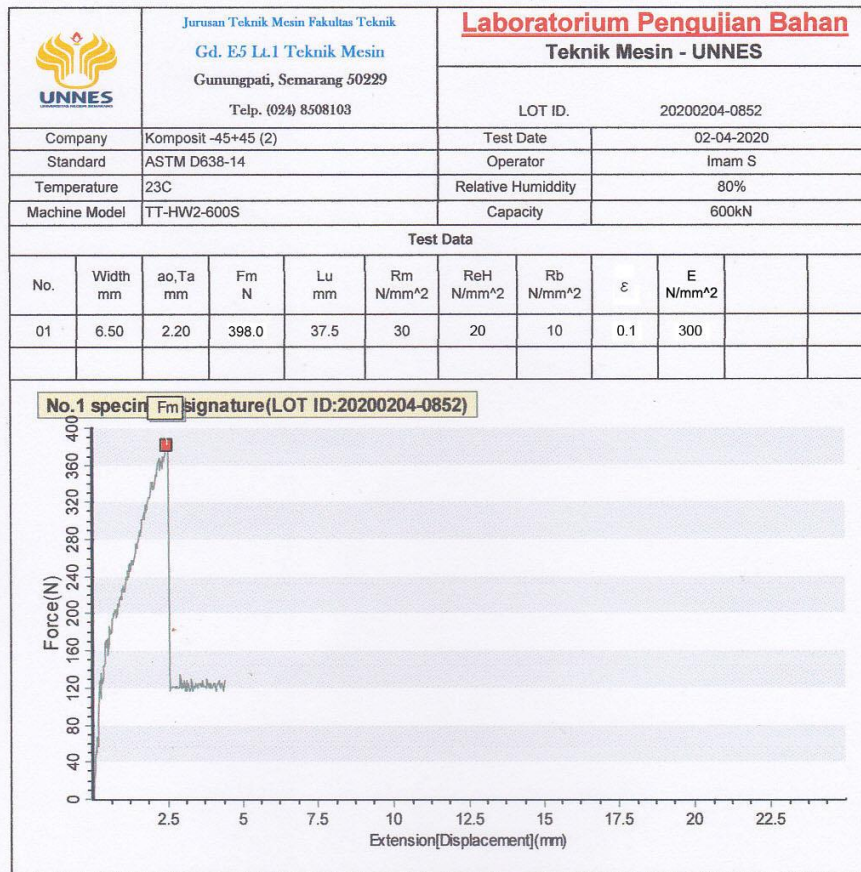 UNNES
Jurusan Teknik Mesin Fakultas Teknik
Gd. E5 Lt.1 Teknik Mesin
Gunungpati, Semarang 50229
Telp. (024) 8508103
Laboratorium Pengujian Bahan
Teknik Mesin - UNNES
LOT ID. 20200204-0852
Company Komposit -45+45 (2) Test Date 02-04-2020
Standard ASTM D638-14 Operator Imam S
Temperature 23C Relative Humiddity 80%
Machine Model TT-HW2-600S Capacity 600kN
Test Data
No. Width mm ao,Ta mm Fm N Lu mm Rm N/mm^2 ReH N/mm^2 Rb N/mm^2 ε E N/mm^2
01 6.50 2.20 398.0 37.5 30 20 10 0.1 300
No.1 specim Fm signature(LOT ID:20200204-0852)
400
360
320
280
240
200
160
120
80
40
0
Force(N)
2.5 5 7.5 10 12.5 15 17.5 20 22.5
Extension[Displacement](mm)